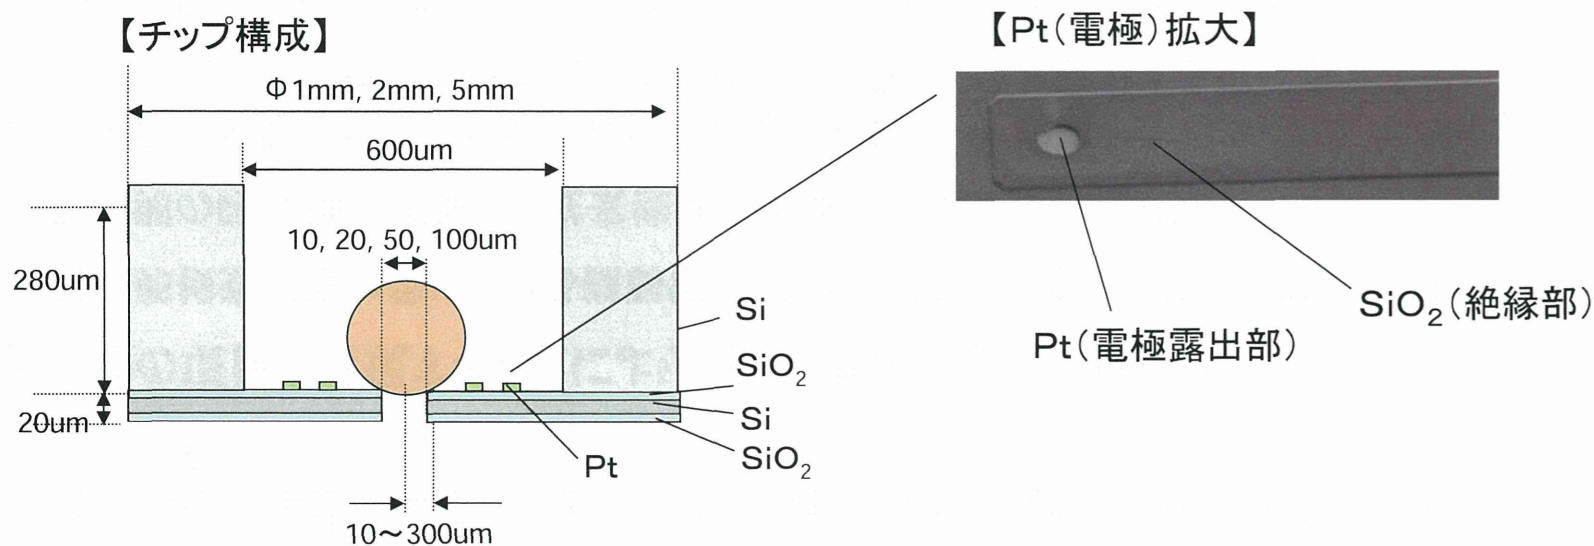 【チップ構成】
Φ1mm, 2mm, 5mm
600um
10, 20, 50, 100um
280um
20um
Si
SiO₂
Si
SiO₂
Pt
10～300um
【Pt(電極)拡大】
SiO₂(絶縁部)
Pt(電極露出部)